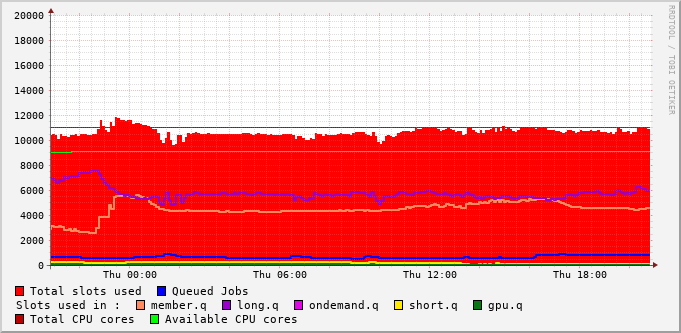 RRDTOOL / TOBI OETIKER
20000
18000
16000
14000
12000
10000
8000
6000
4000
2000
0
Thu 00:00 Thu 06:00 Thu 12:00 Thu 18:00
Total slots used Queued Jobs
Slots used in : member.q long.q ondemand.q short.q gpu.q
Total CPU cores Available CPU cores